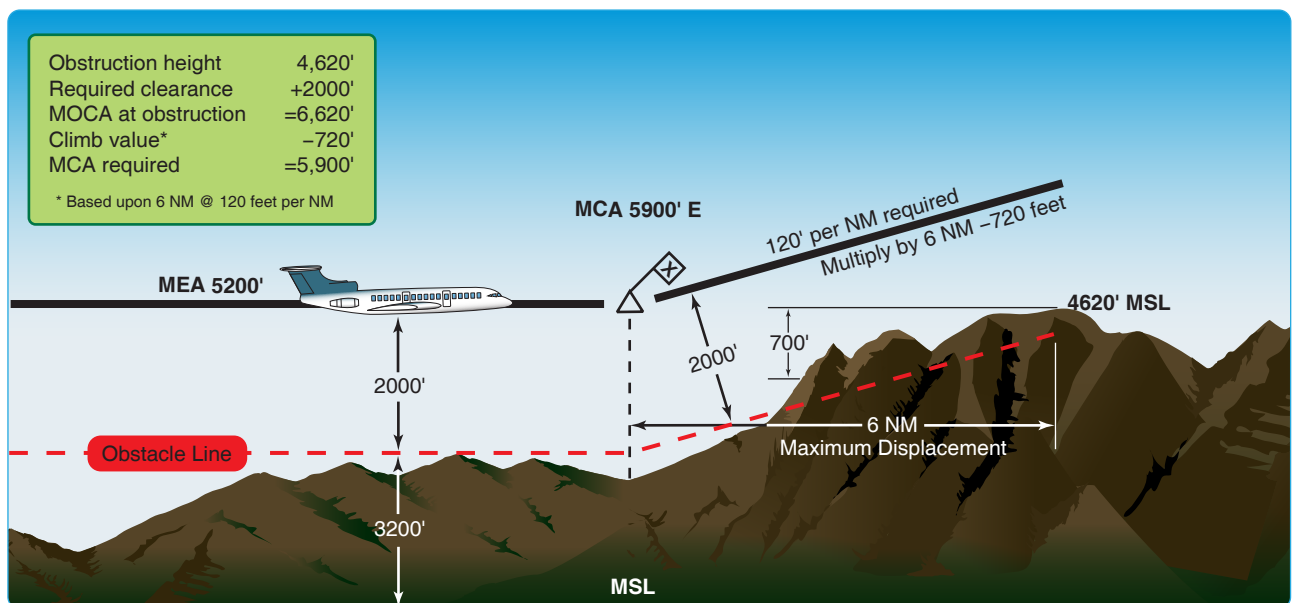 Obstruction height 4,620'
Required clearance +2000'
MOCA at obstruction =6,620'
Climb value* –720'
MCA required =5,900'
* Based upon 6 NM @ 120 feet per NM
MCA 5900' E
MEA 5200'
X
120' per NM required
Multiply by 6 NM –720 feet
4620' MSL
700'
2000'
2000'
6 NM
Maximum Displacement
Obstacle Line
3200'
MSL